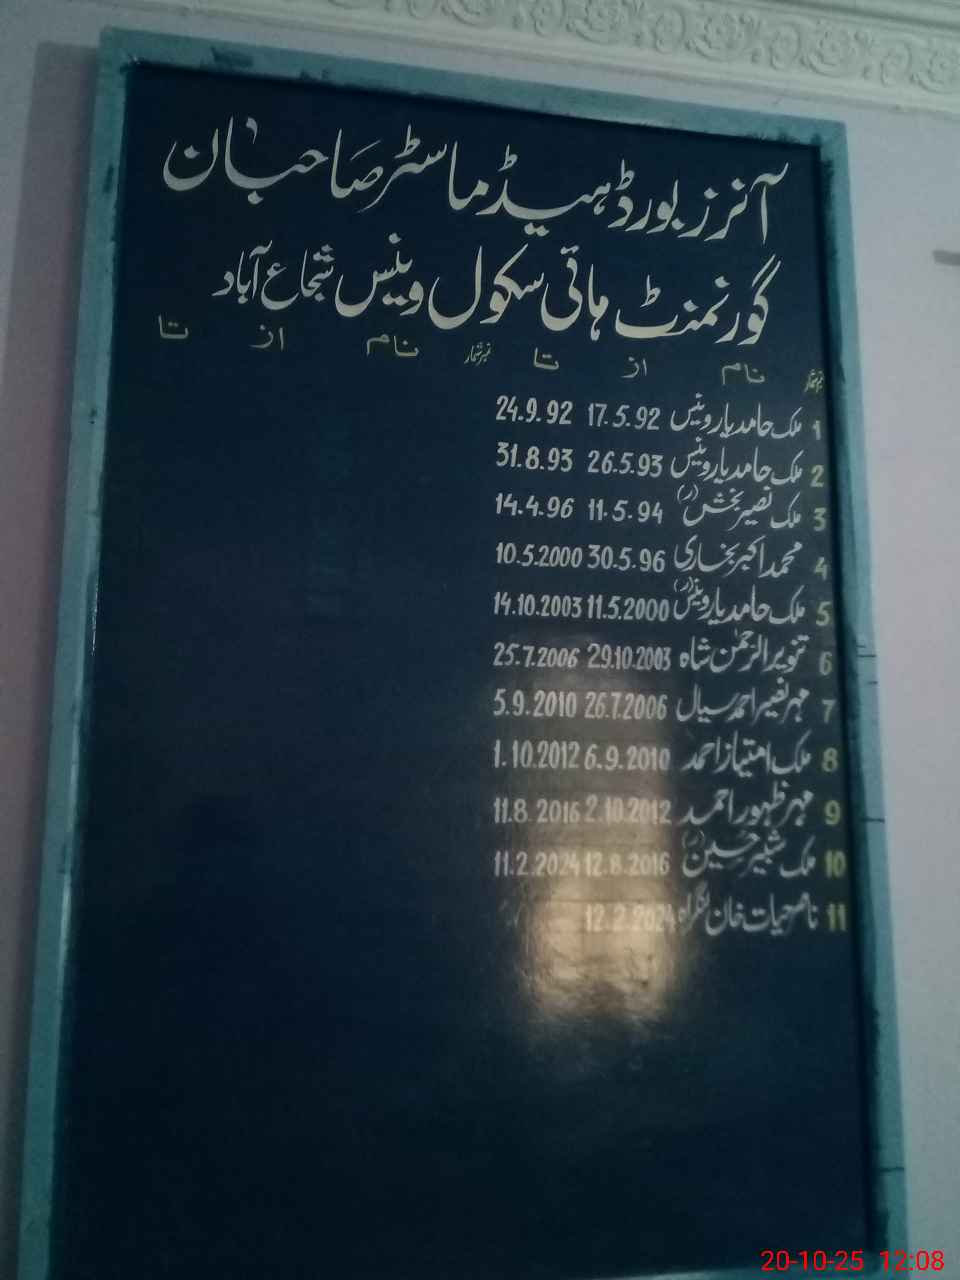 آنرز بورڈ ہیڈ ماسٹر صاحبان
گورنمنٹ ہائی سکول وینس شجاع آباد
نمبر شمار نام از تا نمبر شمار نام از تا
1 ملک حامد یار وینس 17.5.92 24.9.92
2 ملک حامد یار وینس 26.5.93 31.8.93
3 ملک نصیر بخش (ر) 11.5.94 14.4.96
4 محمد اکبر بخاری 30.5.96 10.5.2000
5 ملک حامد یار وینس (ر) 11.5.2000 14.10.2003
6 تنویر الرحمٰن شاہ 29.10.2003 25.7.2006
7 مہر نصیر احمد سیال 26.7.2006 5.9.2010
8 ملک امتیاز احمد 6.9.2010 1.10.2012
9 مہر ظہور احمد 2.10.2012 11.8.2016
10 ملک شبیر حسین (ر) 12.8.2016 11.2.2024
11 ناصر حیات خان لنگراہ 12.2.2024
20-10-25 12:08